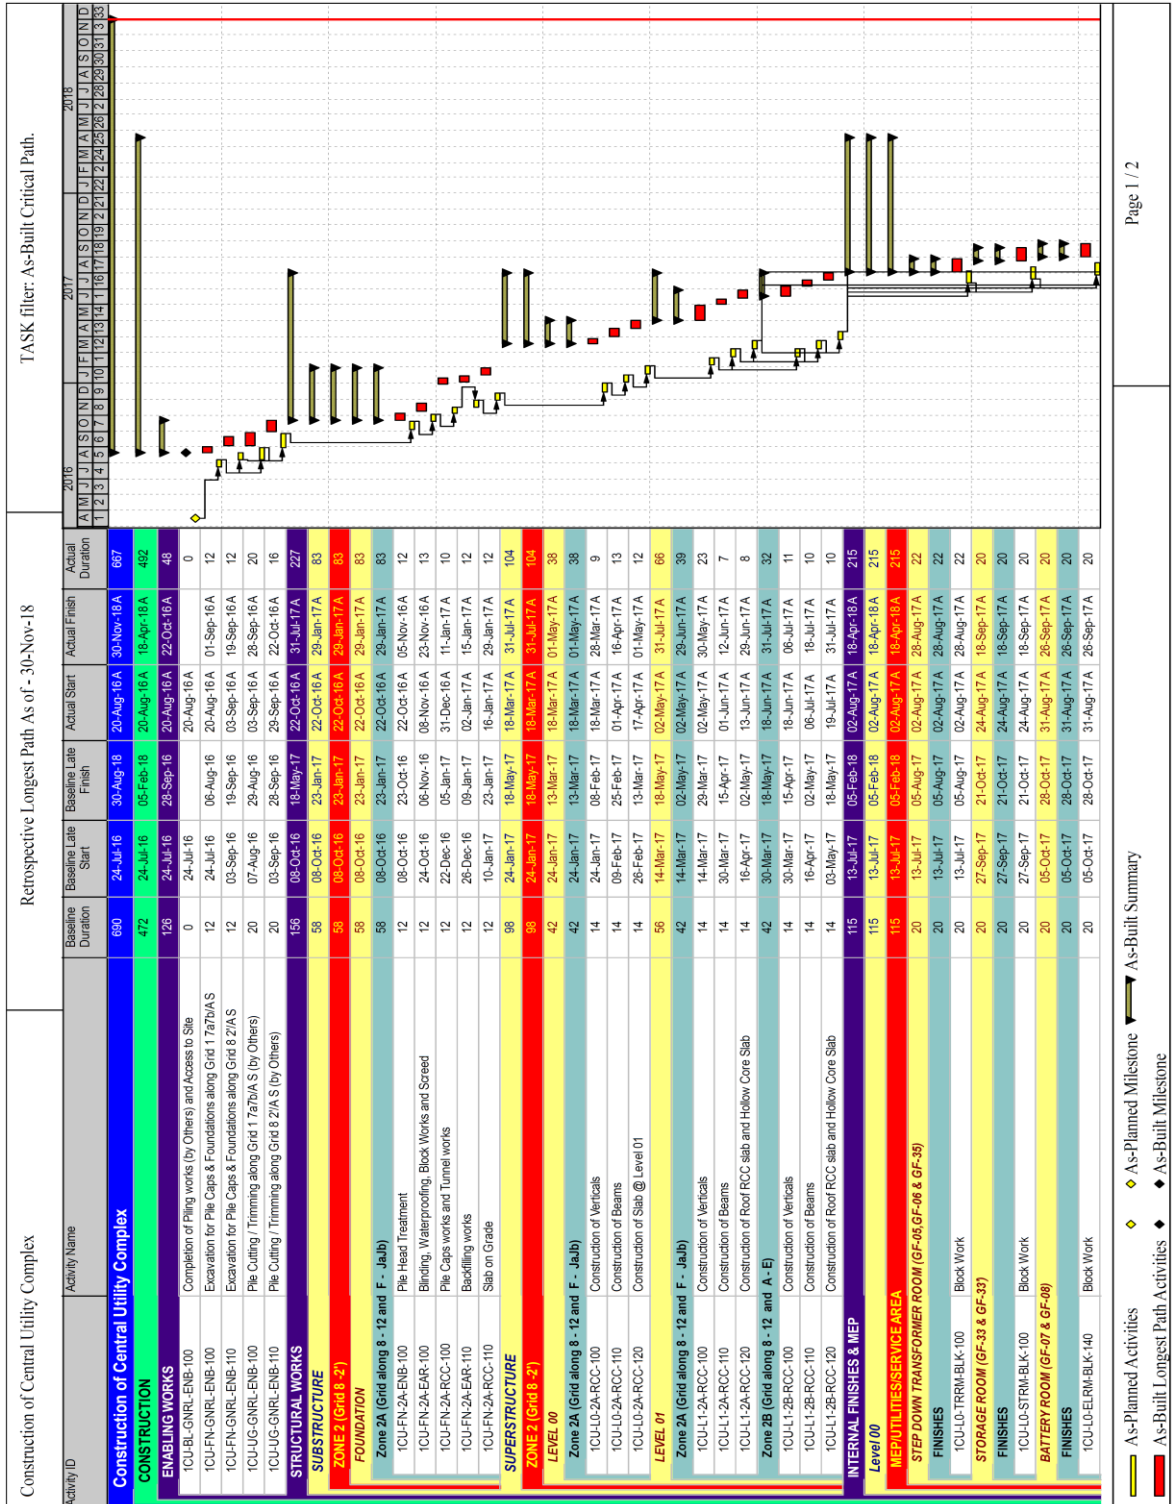 Construction of Central Utility Complex
Retrospective Longest Path As of - 30-Nov-18
TASK filter: As-Built Critical Path.
Activity ID Activity Name Baseline Duration Baseline Late Start Baseline Late Finish Actual Start Actual Finish Actual Duration
2016 2017 2018
A M J J A S O N D J F M A M J J A S O N D J F M A M J J A S O N D
Construction of Central Utility Complex 690 24-Jul-16 30-Aug-18 20-Aug-16 A 30-Nov-18 A 667
CONSTRUCTION 472 24-Jul-16 05-Feb-18 20-Aug-16 A 18-Apr-18 A 492
ENABLING WORKS 126 24-Jul-16 28-Sep-16 20-Aug-16 A 22-Oct-16 A 48
1CU-BL-GNRL-ENB-100 Completion of Piling works (by Others) and Access to Site 0 24-Jul-16 20-Aug-16 A 0
1CU-FN-GNRL-ENB-100 Excavation for Pile Caps & Foundations along Grid 1 7a7b/A S 12 24-Jul-16 06-Aug-16 20-Aug-16 A 01-Sep-16 A 12
1CU-FN-GNRL-ENB-110 Excavation for Pile Caps & Foundations along Grid 8 2'/A S 12 03-Sep-16 19-Sep-16 03-Sep-16 A 19-Sep-16 A 12
1CU-UG-GNRL-ENB-100 Pile Cutting / Trimming along Grid 1 7a7b/A S (by Others) 20 07-Aug-16 29-Aug-16 03-Sep-16 A 28-Sep-16 A 20
1CU-UG-GNRL-ENB-110 Pile Cutting / Trimming along Grid 8 2'/A S (by Others) 20 03-Sep-16 28-Sep-16 29-Sep-16 A 22-Oct-16 A 16
STRUCTURAL WORKS 156 08-Oct-16 18-May-17 22-Oct-16 A 31-Jul-17 A 227
SUBSTRUCTURE 58 08-Oct-16 23-Jan-17 22-Oct-16 A 29-Jan-17 A 83
ZONE 2 (Grid 8 -2') 58 08-Oct-16 23-Jan-17 22-Oct-16 A 29-Jan-17 A 83
FOUNDATION 58 08-Oct-16 23-Jan-17 22-Oct-16 A 29-Jan-17 A 83
Zone 2A (Grid along 8 - 12 and F - JaJb) 58 08-Oct-16 23-Jan-17 22-Oct-16 A 29-Jan-17 A 83
1CU-FN-2A-ENB-100 Pile Head Treatment 12 08-Oct-16 23-Oct-16 22-Oct-16 A 05-Nov-16 A 12
1CU-FN-2A-EAR-100 Blinding, Waterproofing, Block Works and Screed 12 24-Oct-16 06-Nov-16 08-Nov-16 A 23-Nov-16 A 13
1CU-FN-2A-RCC-100 Pile Caps works and Tunnel works 12 22-Dec-16 05-Jan-17 31-Dec-16 A 11-Jan-17 A 10
1CU-FN-2A-EAR-110 Backfilling works 12 26-Dec-16 09-Jan-17 02-Jan-17 A 15-Jan-17 A 12
1CU-FN-2A-RCC-110 Slab on Grade 12 10-Jan-17 23-Jan-17 16-Jan-17 A 29-Jan-17 A 12
SUPERSTRUCTURE 98 24-Jan-17 18-May-17 18-Mar-17 A 31-Jul-17 A 104
ZONE 2 (Grid 8 -2') 98 24-Jan-17 18-May-17 18-Mar-17 A 31-Jul-17 A 104
LEVEL 00 42 24-Jan-17 13-Mar-17 18-Mar-17 A 01-May-17 A 38
Zone 2A (Grid along 8 - 12 and F - JaJb) 42 24-Jan-17 13-Mar-17 18-Mar-17 A 01-May-17 A 38
1CU-L0-2A-RCC-100 Construction of Verticals 14 24-Jan-17 08-Feb-17 18-Mar-17 A 28-Mar-17 A 9
1CU-L0-2A-RCC-110 Construction of Beams 14 09-Feb-17 25-Feb-17 01-Apr-17 A 16-Apr-17 A 13
1CU-L0-2A-RCC-120 Construction of Slab @ Level 01 14 26-Feb-17 13-Mar-17 17-Apr-17 A 01-May-17 A 12
LEVEL 01 56 14-Mar-17 18-May-17 02-May-17 A 31-Jul-17 A 66
Zone 2A (Grid along 8 - 12 and F - JaJb) 42 14-Mar-17 02-May-17 02-May-17 A 29-Jun-17 A 39
1CU-L1-2A-RCC-100 Construction of Verticals 14 14-Mar-17 29-Mar-17 02-May-17 A 30-May-17 A 23
1CU-L1-2A-RCC-110 Construction of Beams 14 30-Mar-17 15-Apr-17 01-Jun-17 A 12-Jun-17 A 7
1CU-L1-2A-RCC-120 Construction of Roof RCC slab and Hollow Core Slab 14 16-Apr-17 02-May-17 13-Jun-17 A 29-Jun-17 A 8
Zone 2B (Grid along 8 - 12 and A - E) 42 30-Mar-17 18-May-17 18-Jun-17 A 31-Jul-17 A 32
1CU-L1-2B-RCC-100 Construction of Verticals 14 30-Mar-17 15-Apr-17 18-Jun-17 A 06-Jul-17 A 11
1CU-L1-2B-RCC-110 Construction of Beams 14 16-Apr-17 02-May-17 06-Jul-17 A 18-Jul-17 A 10
1CU-L1-2B-RCC-120 Construction of Roof RCC slab and Hollow Core Slab 14 03-May-17 18-May-17 19-Jul-17 A 31-Jul-17 A 10
INTERNAL FINISHES & MEP 115 13-Jul-17 05-Feb-18 02-Aug-17 A 18-Apr-18 A 215
Level 00 115 13-Jul-17 05-Feb-18 02-Aug-17 A 18-Apr-18 A 215
MEP/UTILITIES/SERVICE AREA 115 13-Jul-17 05-Feb-18 02-Aug-17 A 18-Apr-18 A 215
STEP DOWN TRANSFORMER ROOM (GF-05,GF-06 & GF-35) 20 13-Jul-17 05-Aug-17 02-Aug-17 A 28-Aug-17 A 22
FINISHES 20 13-Jul-17 05-Aug-17 02-Aug-17 A 28-Aug-17 A 22
1CU-L0-TRRM-BLK-100 Block Work 20 13-Jul-17 05-Aug-17 02-Aug-17 A 28-Aug-17 A 22
STORAGE ROOM (GF-33 & GF-33') 20 27-Sep-17 21-Oct-17 24-Aug-17 A 18-Sep-17 A 20
FINISHES 20 27-Sep-17 21-Oct-17 24-Aug-17 A 18-Sep-17 A 20
1CU-L0-STRM-BLK-100 Block Work 20 27-Sep-17 21-Oct-17 24-Aug-17 A 18-Sep-17 A 20
BATTERY ROOM (GF-07 & GF-08) 20 05-Oct-17 28-Oct-17 31-Aug-17 A 26-Sep-17 A 20
FINISHES 20 05-Oct-17 28-Oct-17 31-Aug-17 A 26-Sep-17 A 20
1CU-L0-ELRM-BLK-140 Block Work 20 05-Oct-17 28-Oct-17 31-Aug-17 A 26-Sep-17 A 20
As-Planned Activities As-Planned Milestone As-Built Summary
As-Built Longest Path Activities As-Built Milestone
Page 1 / 2